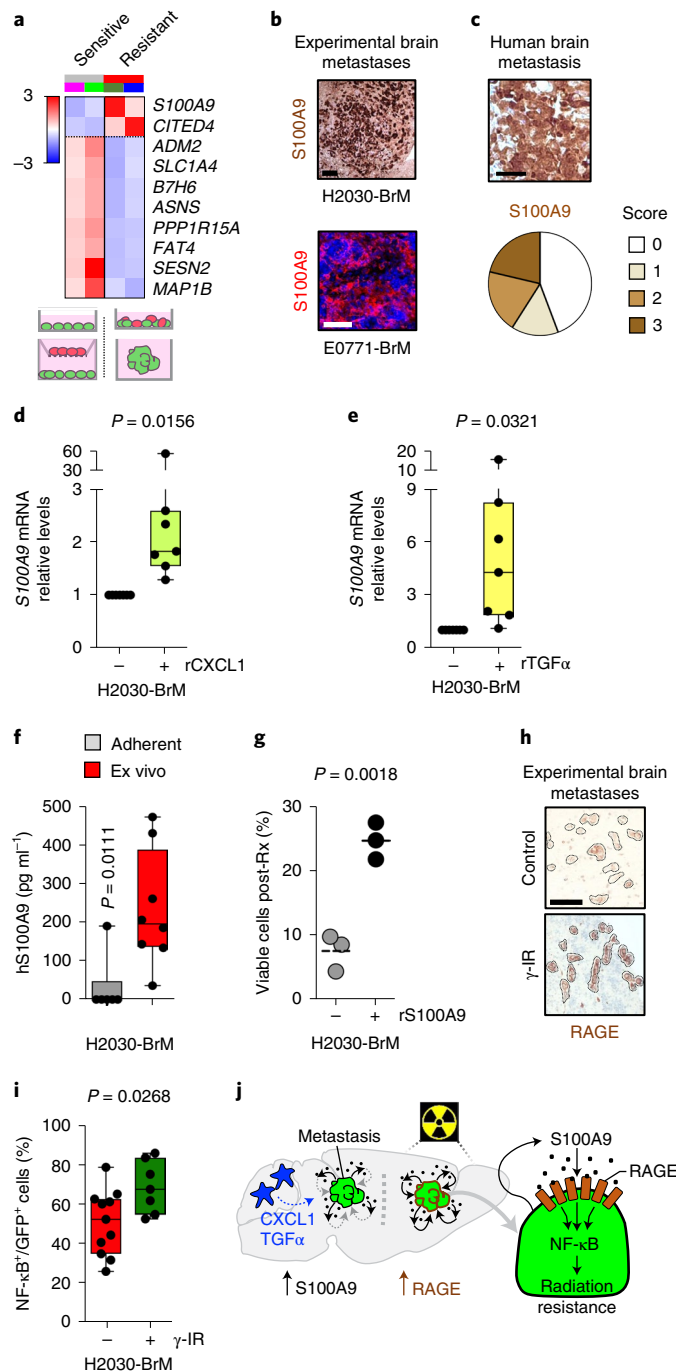 a
Sensitive
Resistant
3
−3
S100A9
CITED4
ADM2
SLC1A4
B7H6
ASNS
PPP1R15A
FAT4
SESN2
MAP1B
b
Experimental brain
metastases
S100A9
H2030-BrM
S100A9
E0771-BrM
c
Human brain
metastasis
S100A9
Score
0
1
2
3
d
P = 0.0156
60
30
3
2
1
0
S100A9 mRNA
relative levels
− + rCXCL1
H2030-BrM
e
P = 0.0321
20
10
9
6
3
0
S100A9 mRNA
relative levels
− + rTGFα
H2030-BrM
f
Adherent
Ex vivo
500
400
300
200
100
0
hS100A9 (pg ml−1)
P = 0.0111
H2030-BrM
g
P = 0.0018
30
20
10
0
Viable cells post-Rx (%)
− + rS100A9
H2030-BrM
h
Experimental brain
metastases
Control
γ-IR
RAGE
i
P = 0.0268
100
80
60
40
20
0
NF-κB+/GFP+ cells (%)
− + γ-IR
H2030-BrM
j
Metastasis
CXCL1
TGFα
↑ S100A9
↑ RAGE
S100A9
RAGE
NF-κB
Radiation
resistance